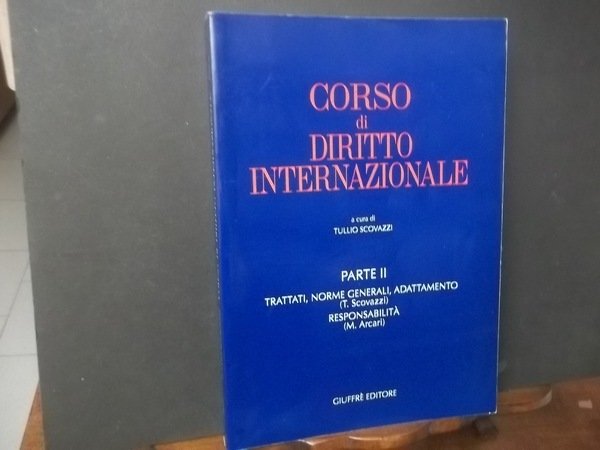 CORSO
di
DIRITTO
INTERNAZIONALE
a cura di
TULLIO SCOVAZZI
PARTE II
TRATTATI, NORME GENERALI, ADATTAMENTO
(T. Scovazzi)
RESPONSABILITÀ
(M. Arcari)
GIUFFRÈ EDITORE